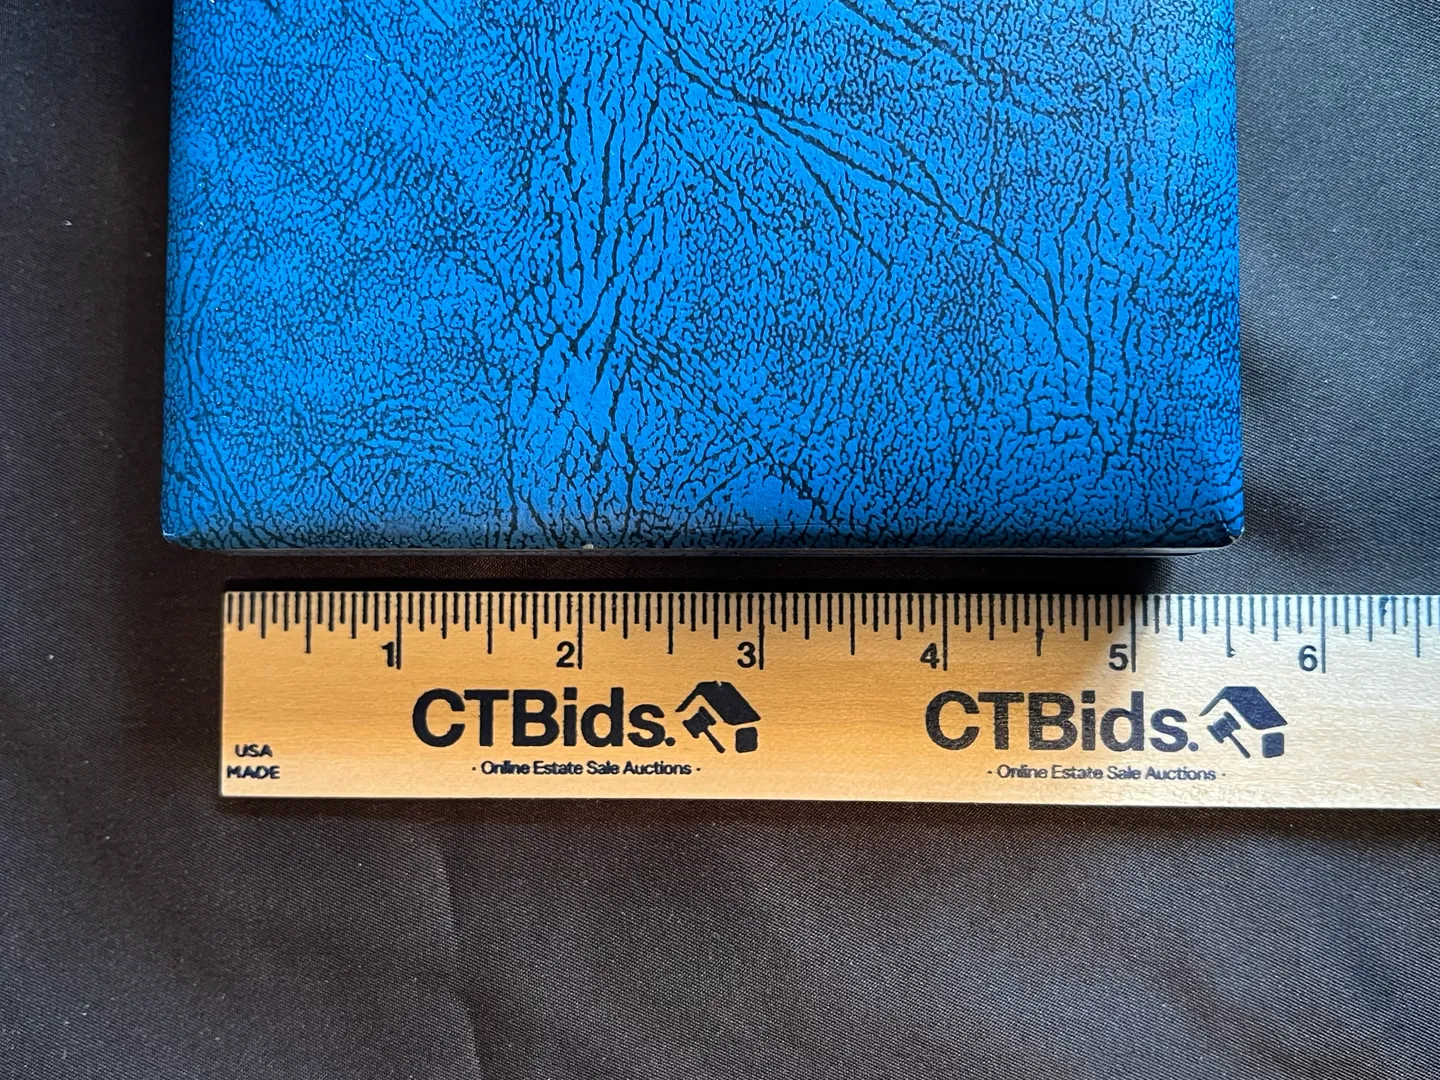 1 2 3 4 5 6
CTBids. CTBids.
· Online Estate Sale Auctions · · Online Estate Sale Auctions ·
USA
MADE